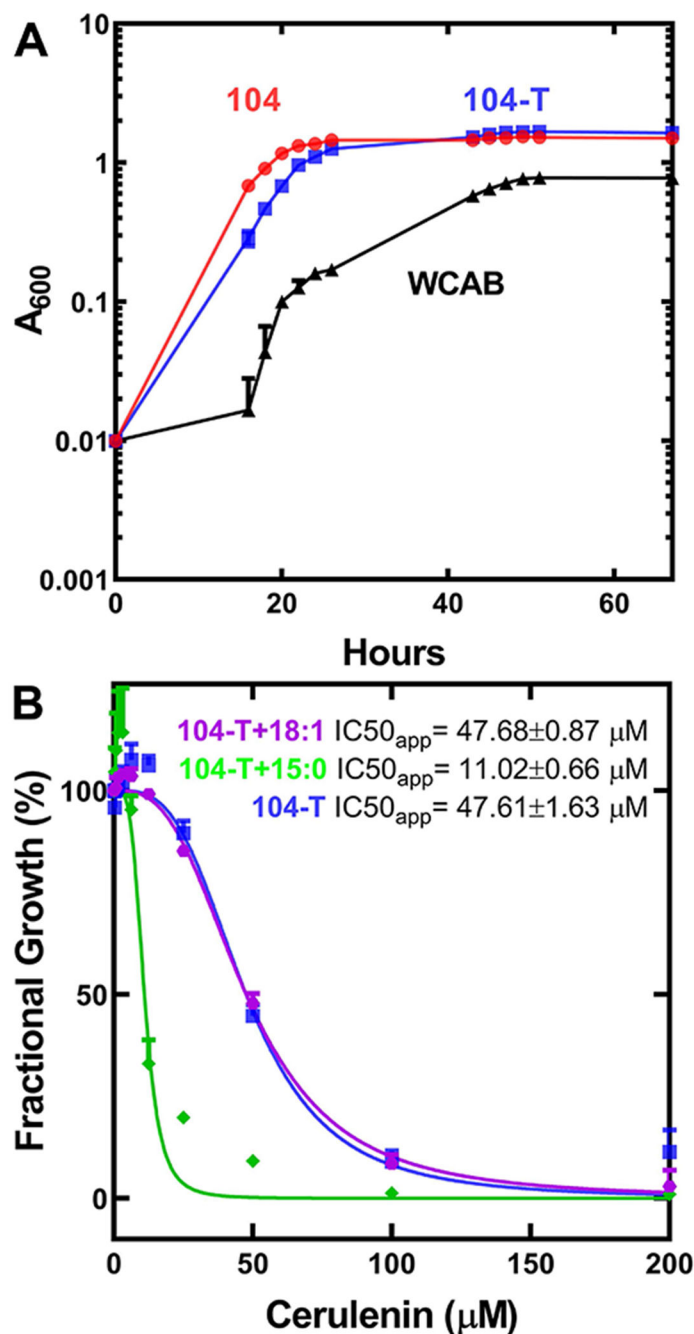 A
10
104
104-T
1
0.1
WCAB
0.01
0.001
A600
0
20
40
60
Hours
B
104-T+18:1 IC50app= 47.68±0.87 μM
104-T+15:0 IC50app= 11.02±0.66 μM
104-T IC50app= 47.61±1.63 μM
100
50
0
Fractional Growth (%)
0
50
100
150
200
Cerulenin (μM)